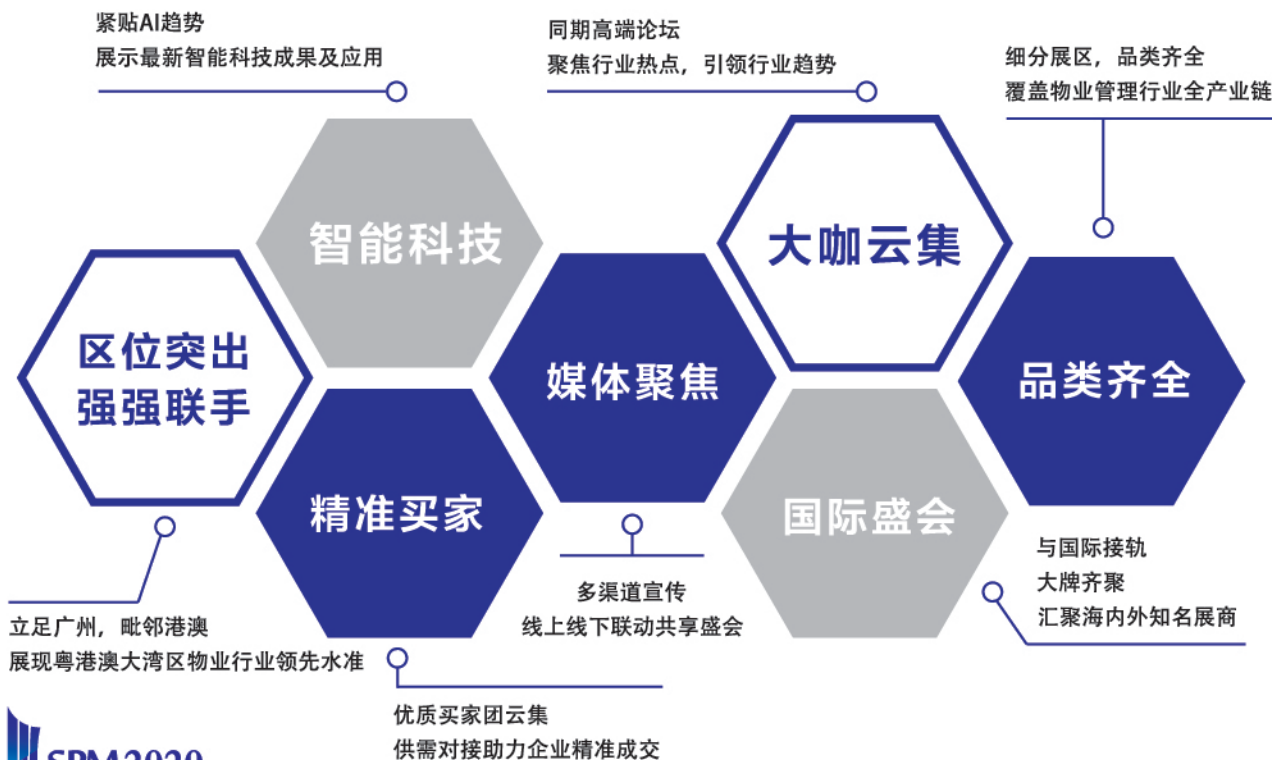 紧贴AI趋势
展示最新智能科技成果及应用
同期高端论坛
聚焦行业热点，引领行业趋势
细分展区，品类齐全
覆盖物业管理行业全产业链
智能科技
大咖云集
区位突出
强强联手
媒体聚焦
品类齐全
精准买家
国际盛会
立足广州，毗邻港澳
展现粤港澳大湾区物业行业领先水准
多渠道宣传
线上线下联动共享盛会
与国际接轨
大牌齐聚
汇聚海内外知名展商
优质买家团云集
供需对接助力企业精准成交
SPM2020